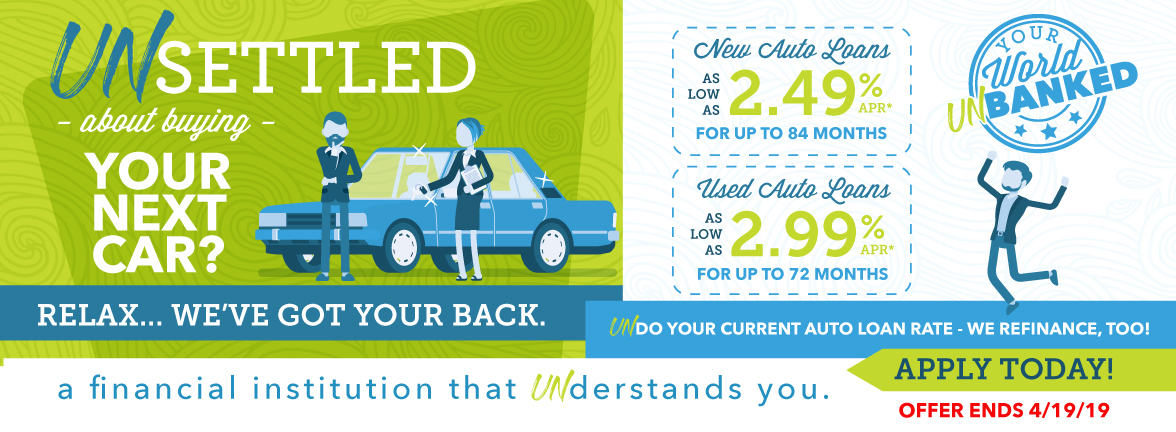 UNSETTLED
- about buying -
YOUR
NEXT
CAR?
RELAX... WE'VE GOT YOUR BACK.
New Auto Loans
AS LOW AS 2.49% APR*
FOR UP TO 84 MONTHS
Used Auto Loans
AS LOW AS 2.99% APR*
FOR UP TO 72 MONTHS
YOUR
World
UNBANKED
UNDO YOUR CURRENT AUTO LOAN RATE - WE REFINANCE, TOO!
a financial institution that UNderstands you.
APPLY TODAY!
OFFER ENDS 4/19/19